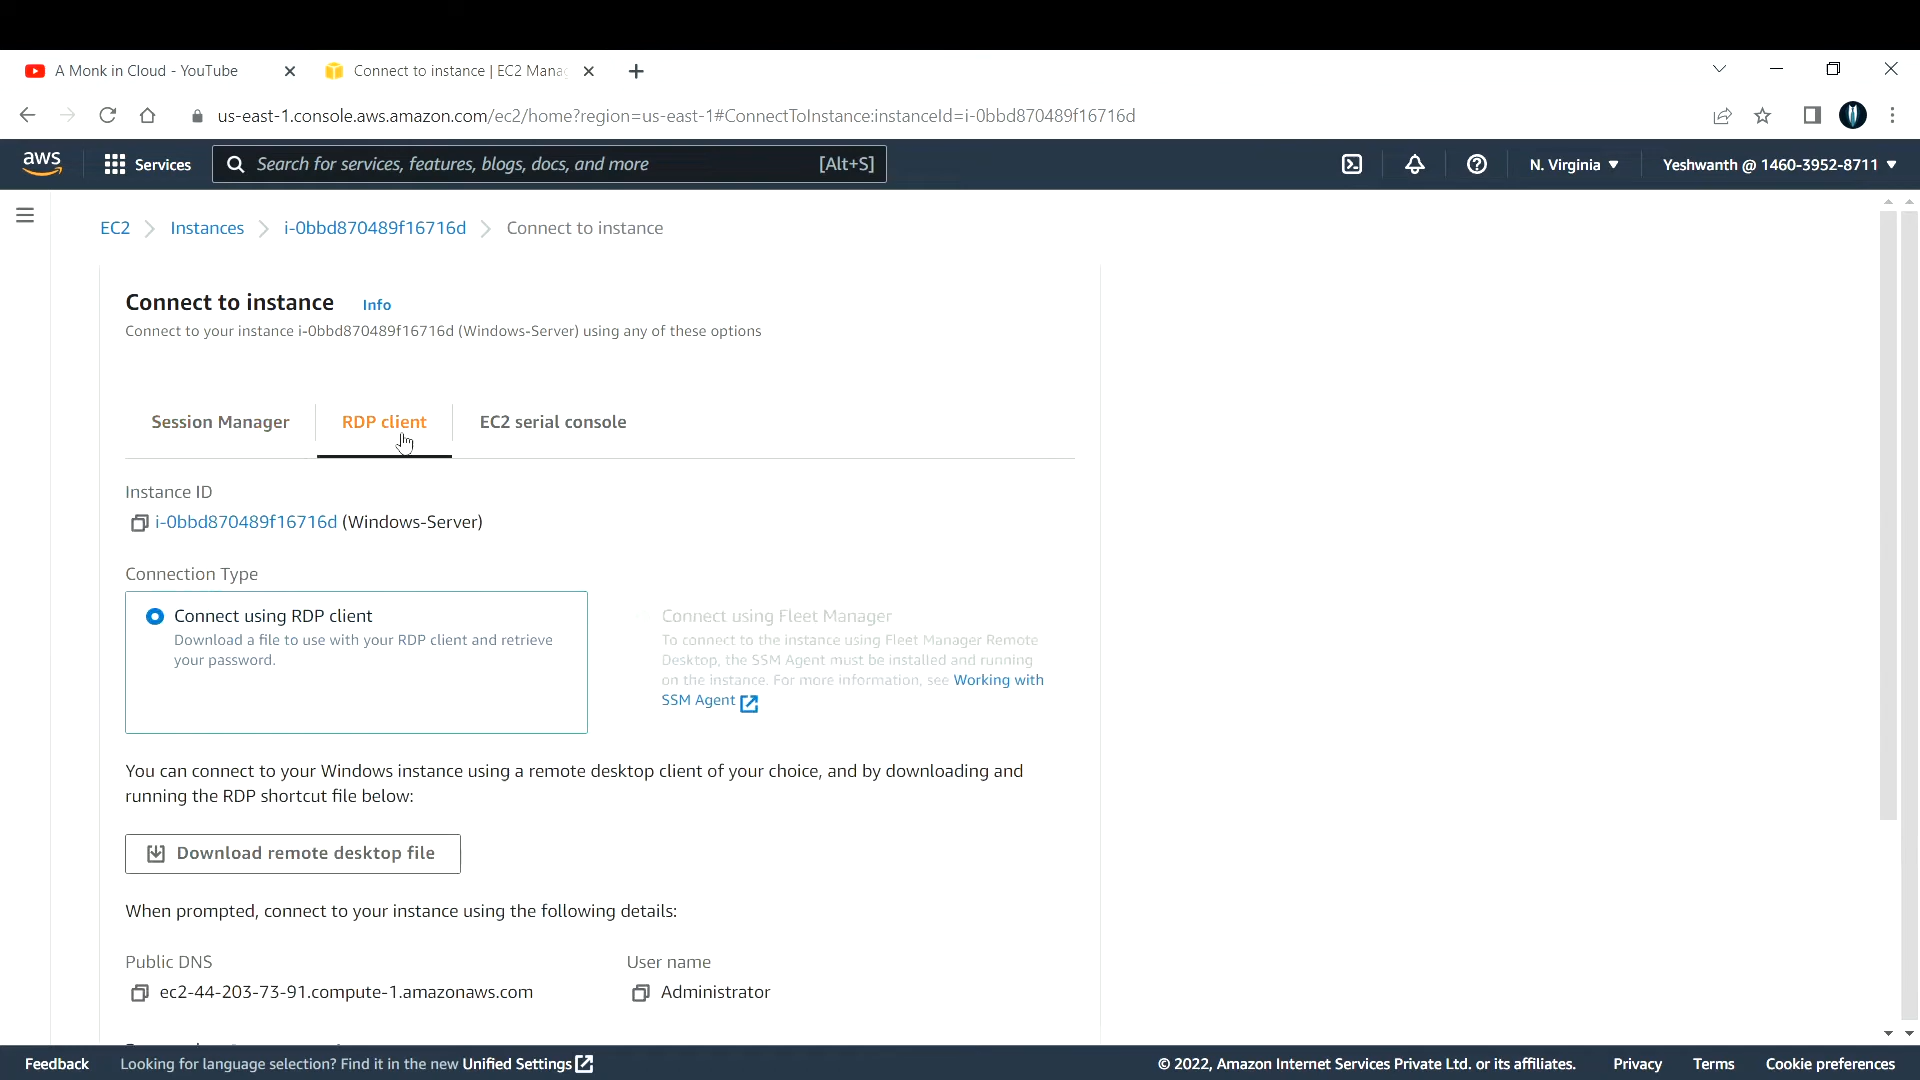 A Monk in Cloud - YouTube
Connect to instance | EC2 Mana
us-east-1.console.aws.amazon.com/ec2/home?region=us-east-1#ConnectToInstance:instanceId=i-0bbd870489f16716d
aws
Services
Search for services, features, blogs, docs, and more
[Alt+S]
N. Virginia
Yeshwanth @ 1460-3952-8711
EC2
Instances
i-0bbd870489f16716d
Connect to instance
Connect to instance
Info
Connect to your instance i-0bbd870489f16716d (Windows-Server) using any of these options
Session Manager
RDP client
EC2 serial console
Instance ID
i-0bbd870489f16716d (Windows-Server)
Connection Type
Connect using RDP client
Download a file to use with your RDP client and retrieve
your password.
Connect using Fleet Manager
To connect to the instance using Fleet Manager Remote
Desktop, the SSM Agent must be installed and running
on the instance. For more information, see Working with
SSM Agent
You can connect to your Windows instance using a remote desktop client of your choice, and by downloading and
running the RDP shortcut file below:
Download remote desktop file
When prompted, connect to your instance using the following details:
Public DNS
ec2-44-203-73-91.compute-1.amazonaws.com
User name
Administrator
Feedback
Looking for language selection? Find it in the new Unified Settings
© 2022, Amazon Internet Services Private Ltd. or its affiliates.
Privacy
Terms
Cookie preferences